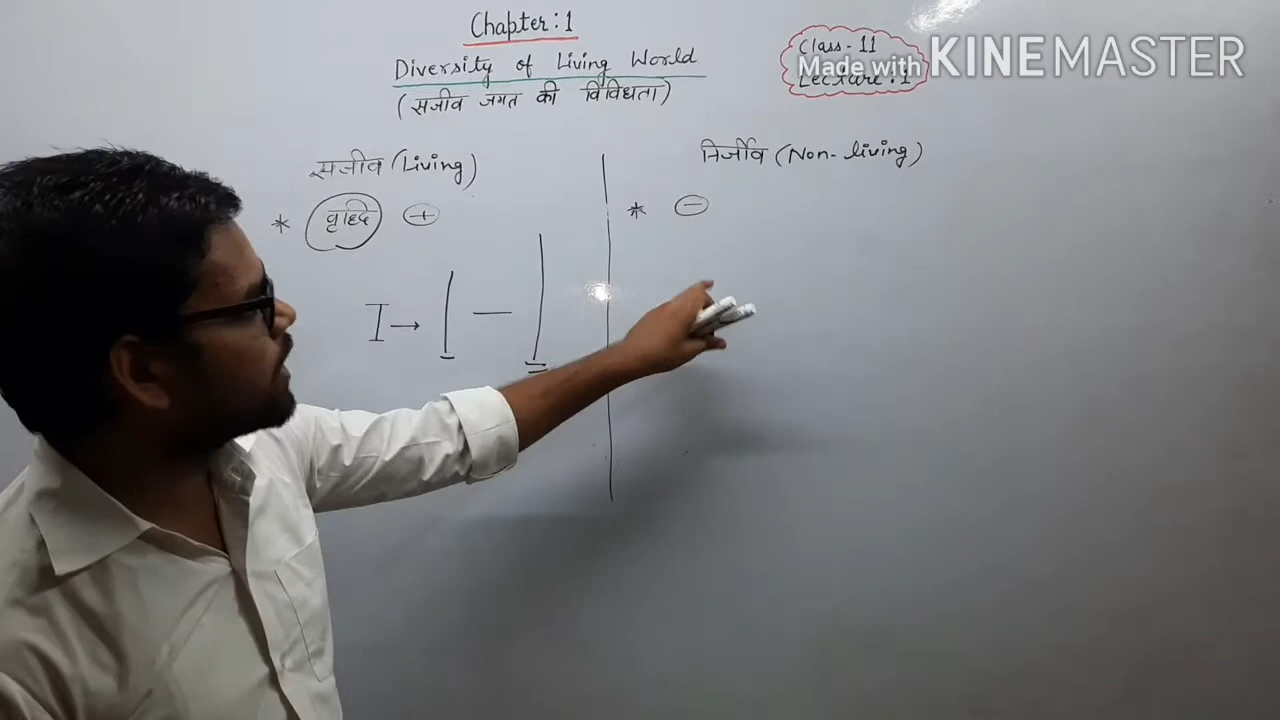 Chapter : 1
Diversity of Living World
(सजीव जगत की विविधता)
Class - 11
Lecture : 1
Made with KINEMASTER
सजीव (Living)
निर्जीव (Non-living)
* वृद्धि +
* -
I →